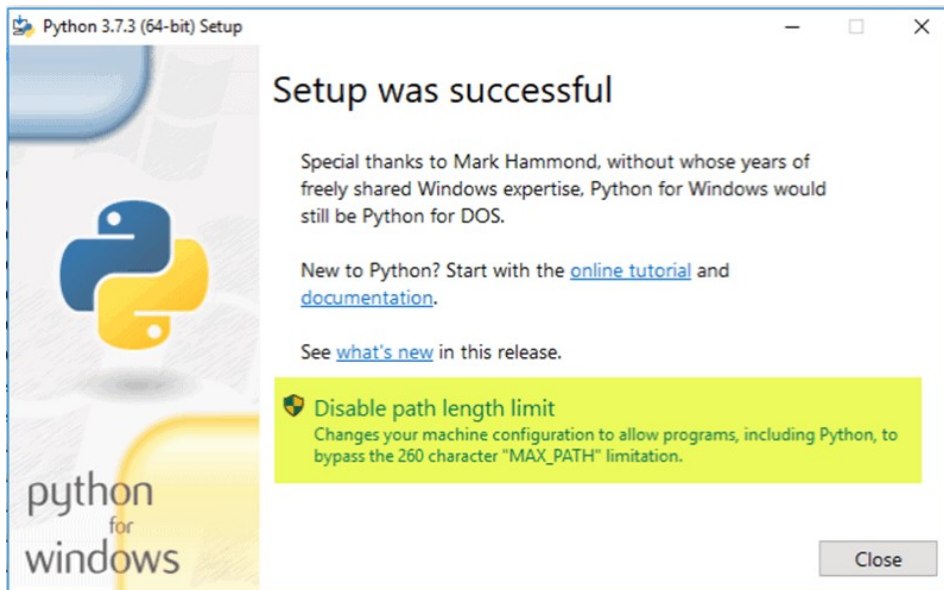 Python 3.7.3 (64-bit) Setup
Setup was successful
Special thanks to Mark Hammond, without whose years of
freely shared Windows expertise, Python for Windows would
still be Python for DOS.
New to Python? Start with the online tutorial and
documentation.
See what's new in this release.
Disable path length limit
Changes your machine configuration to allow programs, including Python, to
bypass the 260 character "MAX_PATH" limitation.
python
for
windows
Close